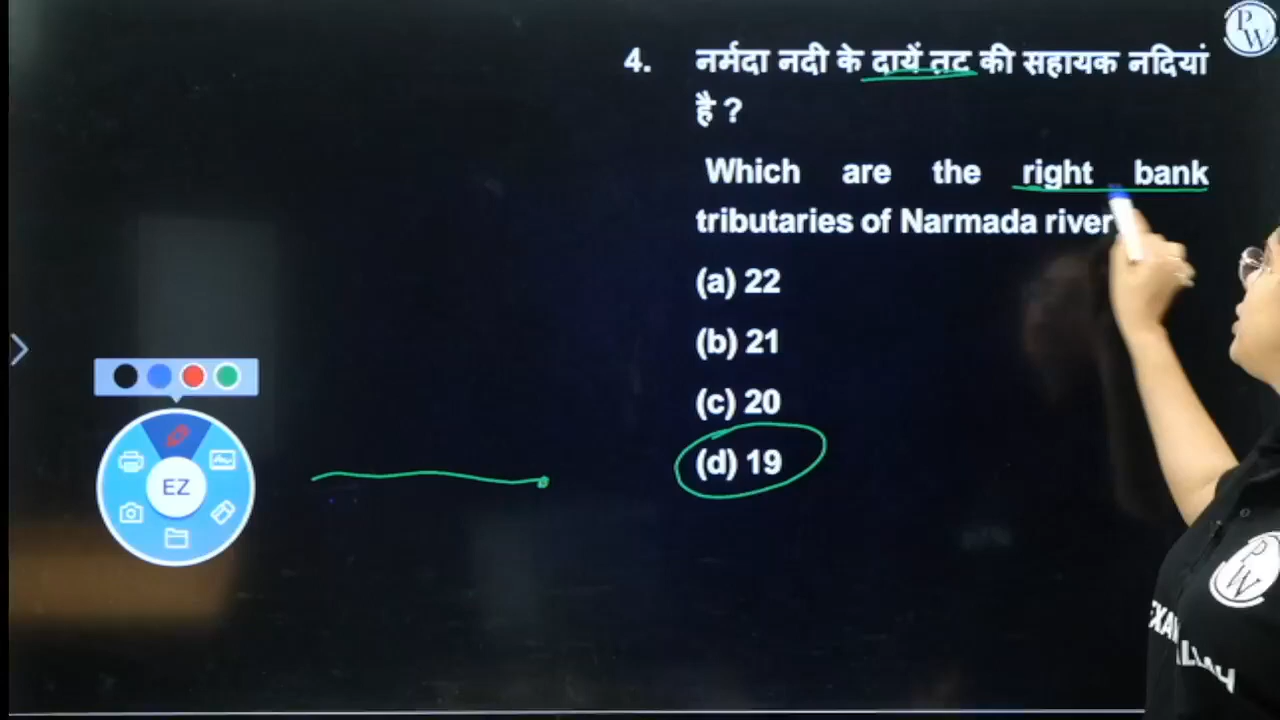 P
W
4. नर्मदा नदी के दायें तट की सहायक नदियां
है ?
Which are the right bank
tributaries of Narmada river
(a) 22
(b) 21
(c) 20
(d) 19
EZ
P
W